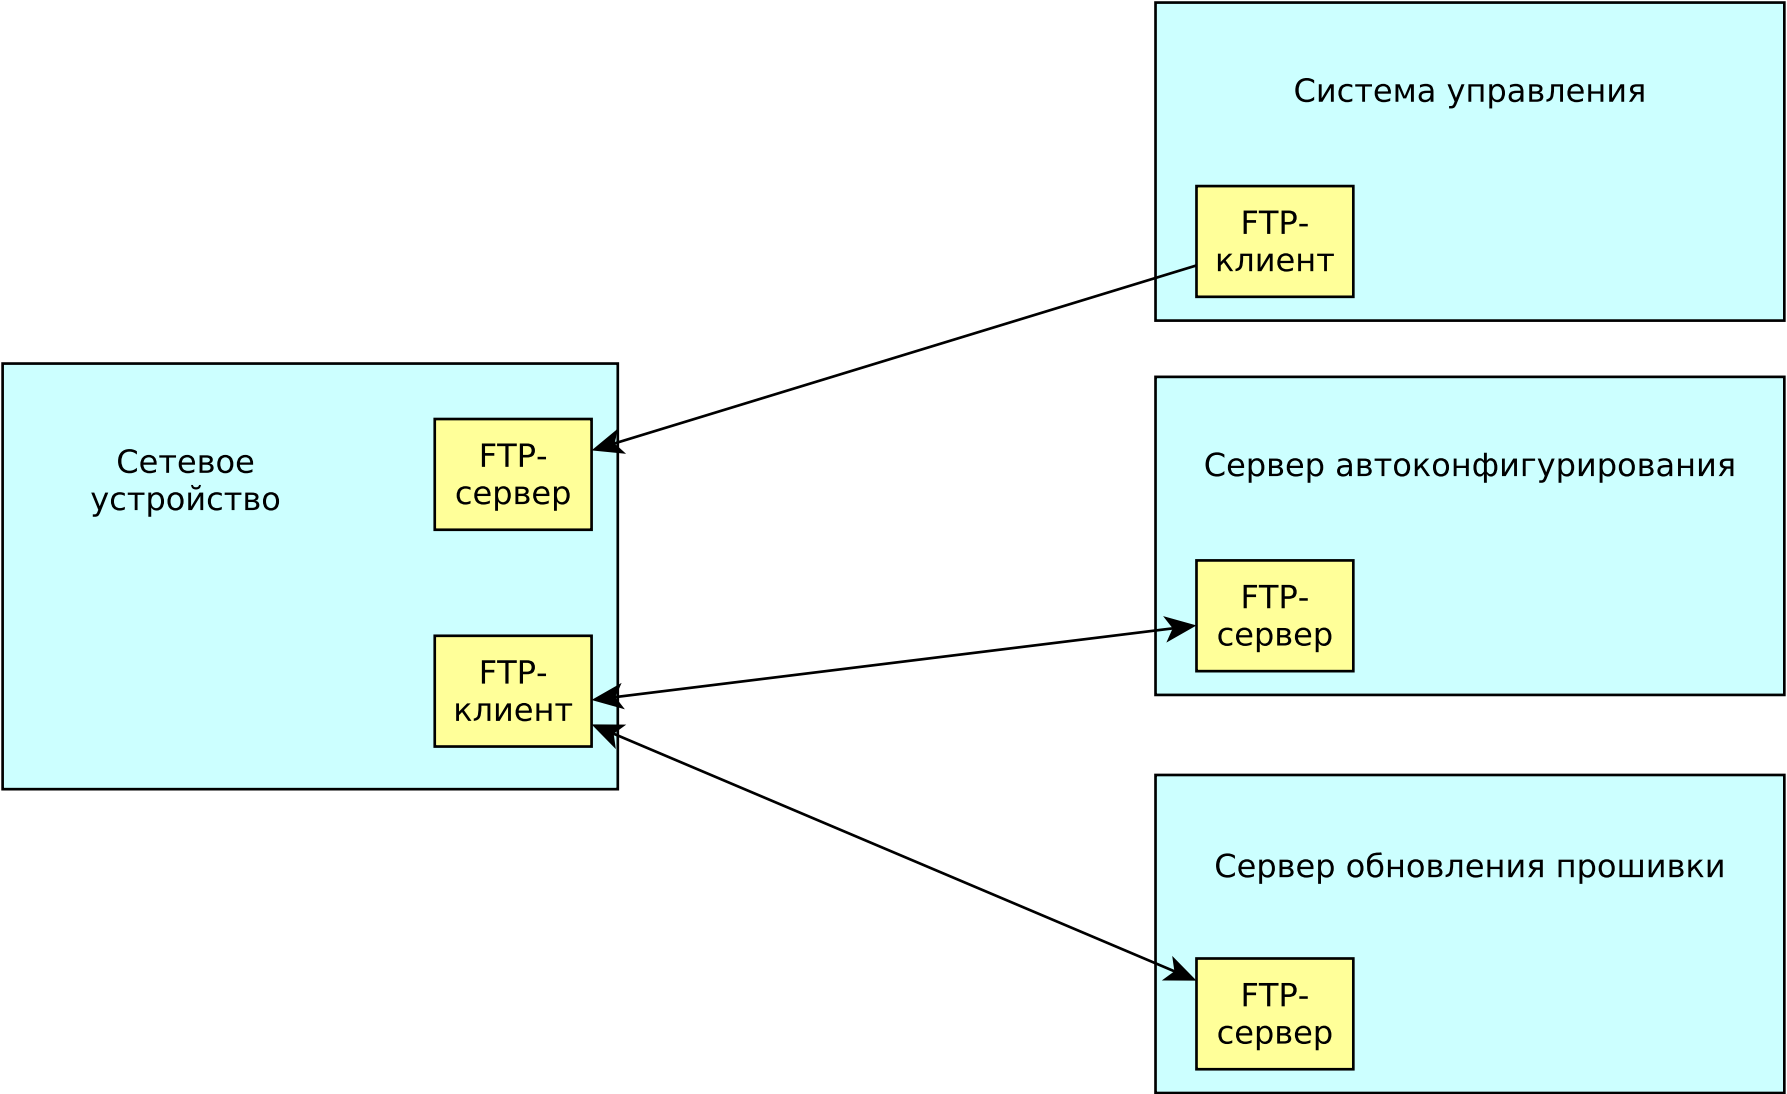 Система управления
FTP-
клиент
Сетевое
устройство
FTP-
сервер
FTP-
клиент
Сервер автоконфигурирования
FTP-
сервер
Сервер обновления прошивки
FTP-
сервер